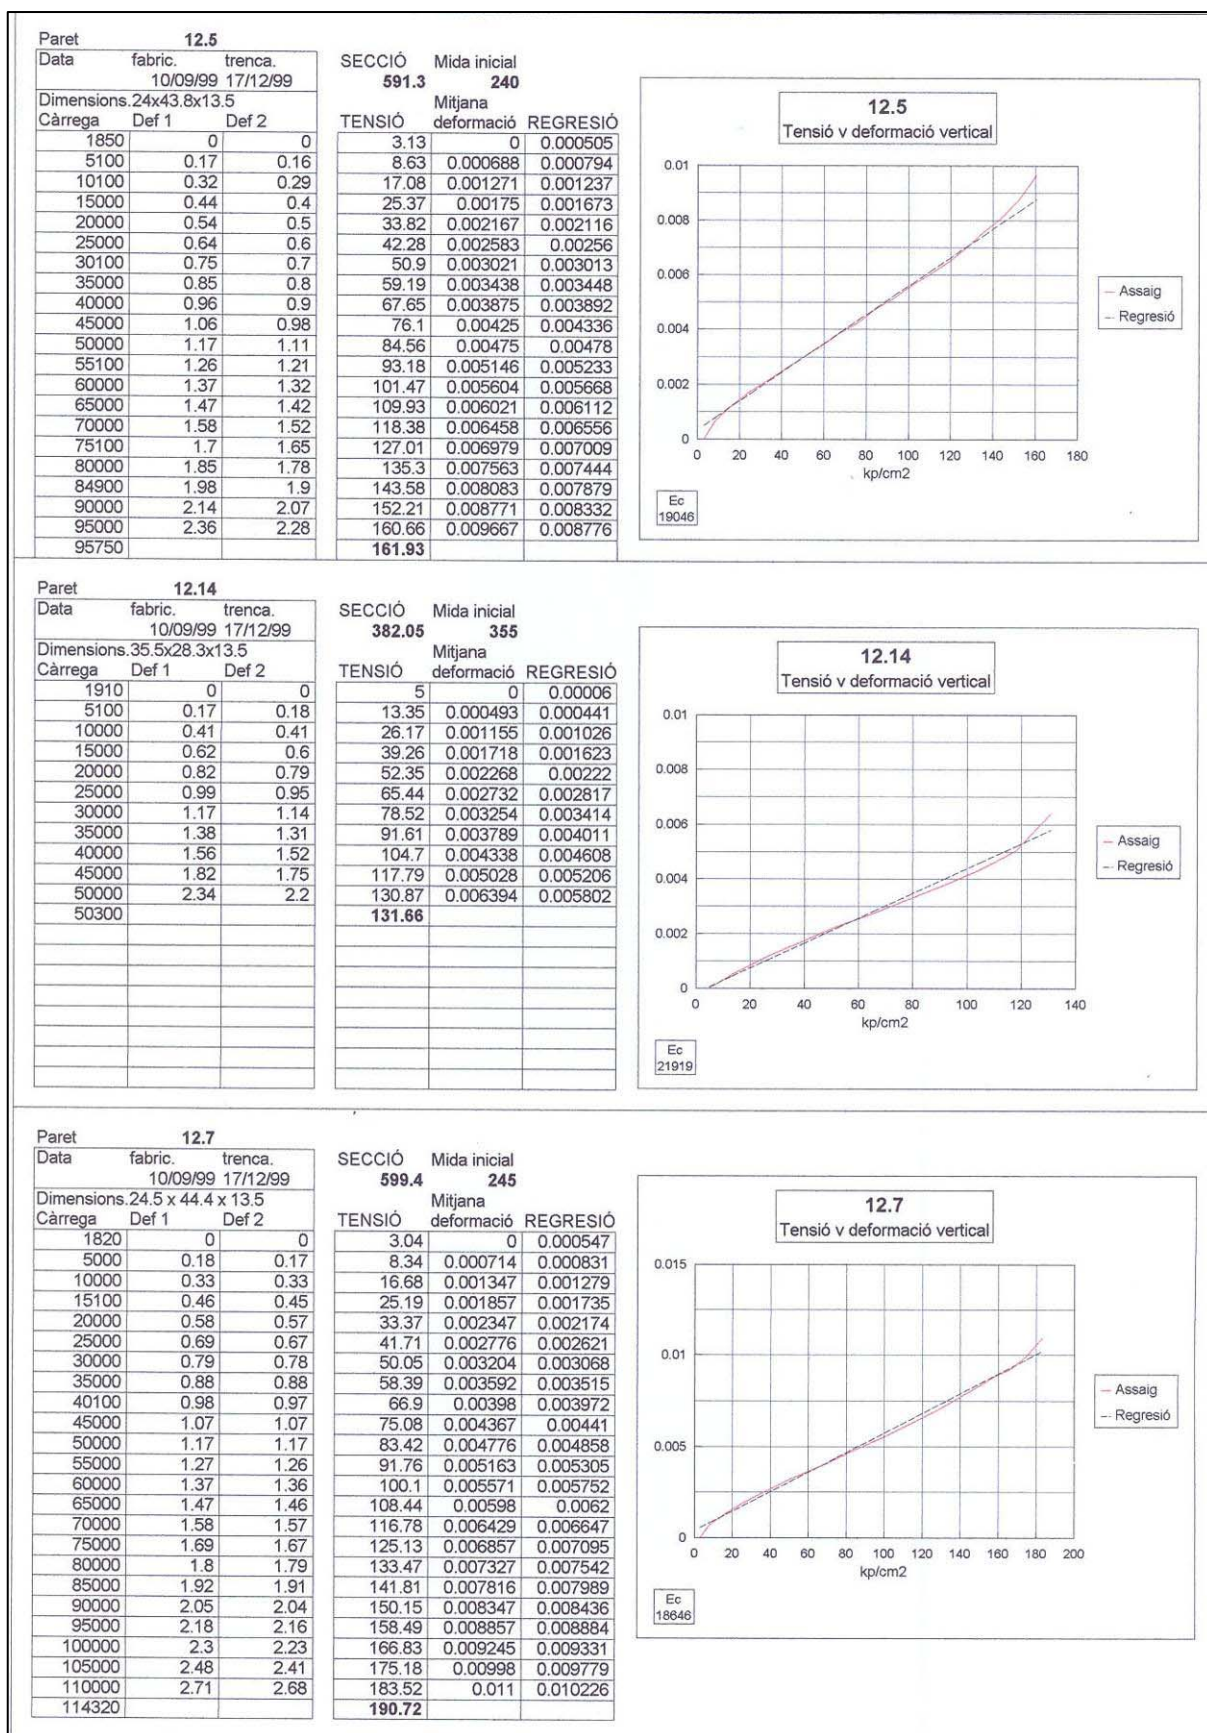 Paret 12.5
Data fabric. trenca.
10/09/99 17/12/99
Dimensions.24x43.8x13.5
Càrrega Def 1 Def 2
1850 0 0
5100 0.17 0.16
10100 0.32 0.29
15000 0.44 0.4
20000 0.54 0.5
25000 0.64 0.6
30100 0.75 0.7
35000 0.85 0.8
40000 0.96 0.9
45000 1.06 0.98
50000 1.17 1.11
55100 1.26 1.21
60000 1.37 1.32
65000 1.47 1.42
70000 1.58 1.52
75100 1.7 1.65
80000 1.85 1.78
84900 1.98 1.9
90000 2.14 2.07
95000 2.36 2.28
95750
SECCIÓ Mida inicial
591.3 240
Mitjana
TENSIÓ deformació REGRESIÓ
3.13 0 0.000505
8.63 0.000688 0.000794
17.08 0.001271 0.001237
25.37 0.00175 0.001673
33.82 0.002167 0.002116
42.28 0.002583 0.00256
50.9 0.003021 0.003013
59.19 0.003438 0.003448
67.65 0.003875 0.003892
76.1 0.00425 0.004336
84.56 0.00475 0.00478
93.18 0.005146 0.005233
101.47 0.005604 0.005668
109.93 0.006021 0.006112
118.38 0.006458 0.006556
127.01 0.006979 0.007009
135.3 0.007563 0.007444
143.58 0.008083 0.007879
152.21 0.008771 0.008332
160.66 0.009667 0.008776
161.93
12.5
Tensió v deformació vertical
0.01
0.008
0.006
0.004
0.002
0
0 20 40 60 80 100 120 140 160 180
kp/cm2
Assaig
Regresió
Ec
19046
Paret 12.14
Data fabric. trenca.
10/09/99 17/12/99
Dimensions.35.5x28.3x13.5
Càrrega Def 1 Def 2
1910 0 0
5100 0.17 0.18
10000 0.41 0.41
15000 0.62 0.6
20000 0.82 0.79
25000 0.99 0.95
30000 1.17 1.14
35000 1.38 1.31
40000 1.56 1.52
45000 1.82 1.75
50000 2.34 2.2
50300
SECCIÓ Mida inicial
382.05 355
Mitjana
TENSIÓ deformació REGRESIÓ
5 0 0.00006
13.35 0.000493 0.000441
26.17 0.001155 0.001026
39.26 0.001718 0.001623
52.35 0.002268 0.00222
65.44 0.002732 0.002817
78.52 0.003254 0.003414
91.61 0.003789 0.004011
104.7 0.004338 0.004608
117.79 0.005028 0.005206
130.87 0.006394 0.005802
131.66
12.14
Tensió v deformació vertical
0.01
0.008
0.006
0.004
0.002
0
0 20 40 60 80 100 120 140
kp/cm2
Assaig
Regresió
Ec
21919
Paret 12.7
Data fabric. trenca.
10/09/99 17/12/99
Dimensions.24.5 x 44.4 x 13.5
Càrrega Def 1 Def 2
1820 0 0
5000 0.18 0.17
10000 0.33 0.33
15100 0.46 0.45
20000 0.58 0.57
25000 0.69 0.67
30000 0.79 0.78
35000 0.88 0.88
40100 0.98 0.97
45000 1.07 1.07
50000 1.17 1.17
55000 1.27 1.26
60000 1.37 1.36
65000 1.47 1.46
70000 1.58 1.57
75000 1.69 1.67
80000 1.8 1.79
85000 1.92 1.91
90000 2.05 2.04
95000 2.18 2.16
100000 2.3 2.23
105000 2.48 2.41
110000 2.71 2.68
114320
SECCIÓ Mida inicial
599.4 245
Mitjana
TENSIÓ deformació REGRESIÓ
3.04 0 0.000547
8.34 0.000714 0.000831
16.68 0.001347 0.001279
25.19 0.001857 0.001735
33.37 0.002347 0.002174
41.71 0.002776 0.002621
50.05 0.003204 0.003068
58.39 0.003592 0.003515
66.9 0.00398 0.003972
75.08 0.004367 0.00441
83.42 0.004776 0.004858
91.76 0.005163 0.005305
100.1 0.005571 0.005752
108.44 0.00598 0.0062
116.78 0.006429 0.006647
125.13 0.006857 0.007095
133.47 0.007327 0.007542
141.81 0.007816 0.007989
150.15 0.008347 0.008436
158.49 0.008857 0.008884
166.83 0.009245 0.009331
175.18 0.00998 0.009779
183.52 0.011 0.010226
190.72
12.7
Tensió v deformació vertical
0.015
0.01
0.005
0
0 20 40 60 80 100 120 140 160 180 200
kp/cm2
Assaig
Regresió
Ec
18646